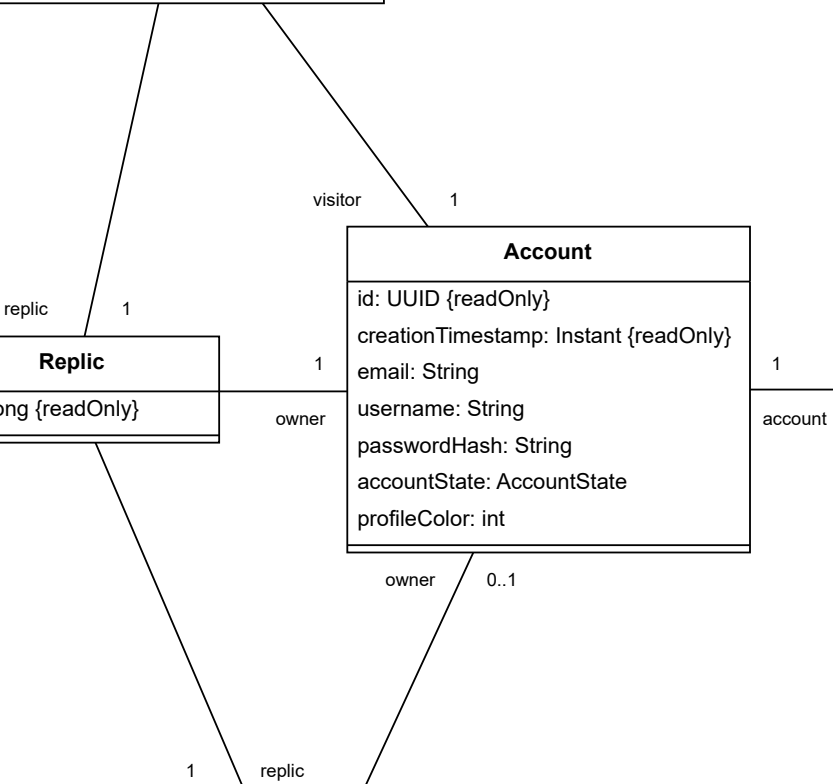 visitor 1
replic 1
Account
id: UUID {readOnly}
creationTimestamp: Instant {readOnly}
email: String
username: String
passwordHash: String
accountState: AccountState
profileColor: int
Replic
{readOnly}
1
owner
1
account
owner 0..1
1 replic